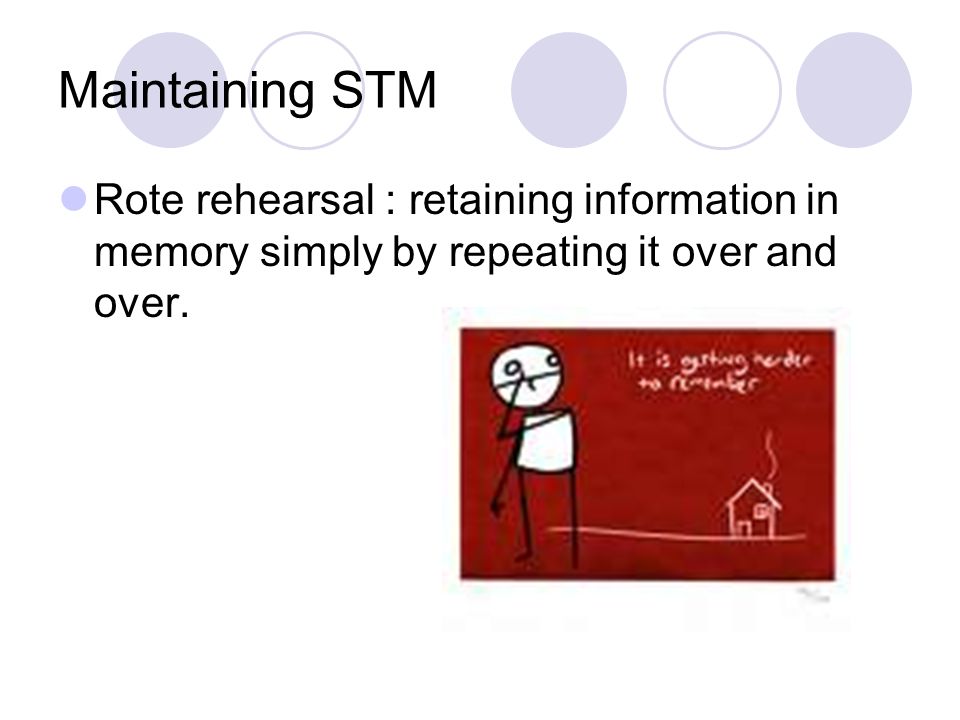 Maintaining STM
Rote rehearsal : retaining information in
memory simply by repeating it over and
over.
It is getting harder
to remember